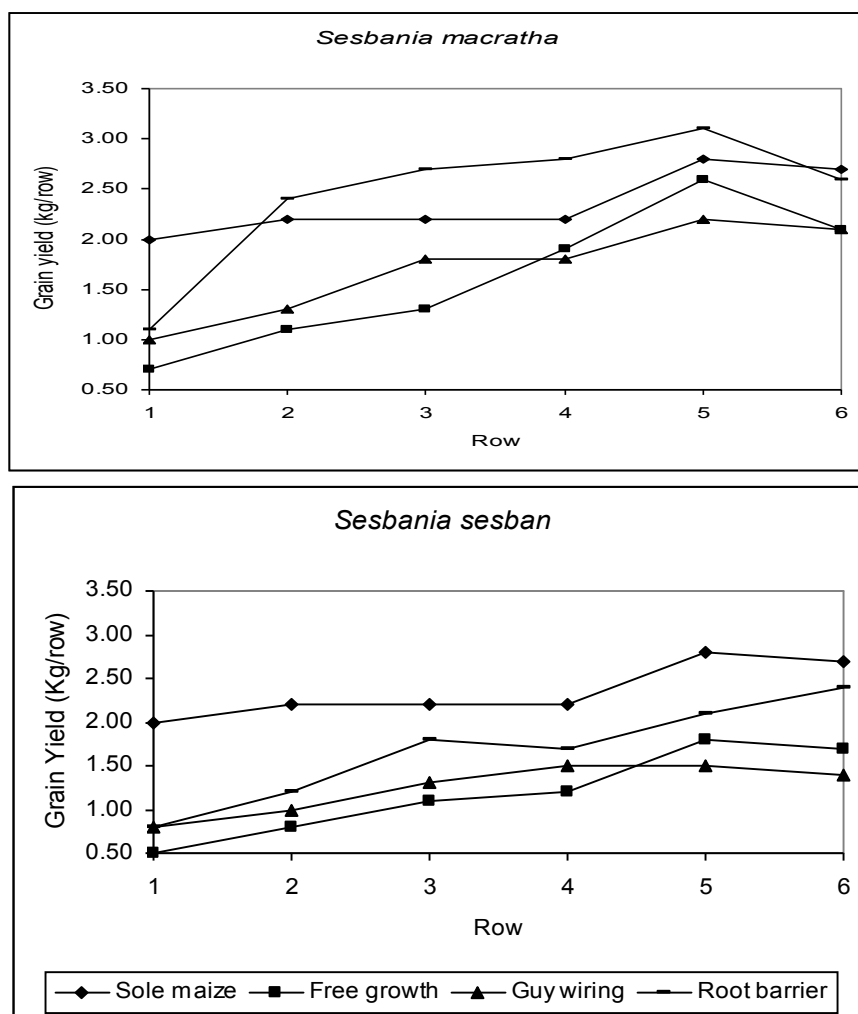 Sesbania macratha
Grain yield (kg/row)
3.50
3.00
2.50
2.00
1.50
1.00
0.50
1 2 3 4 5 6
Row
Sesbania sesban
Grain Yield (Kg/row)
3.50
3.00
2.50
2.00
1.50
1.00
0.50
1 2 3 4 5 6
Row
Sole maize Free growth Guy wiring Root barrier